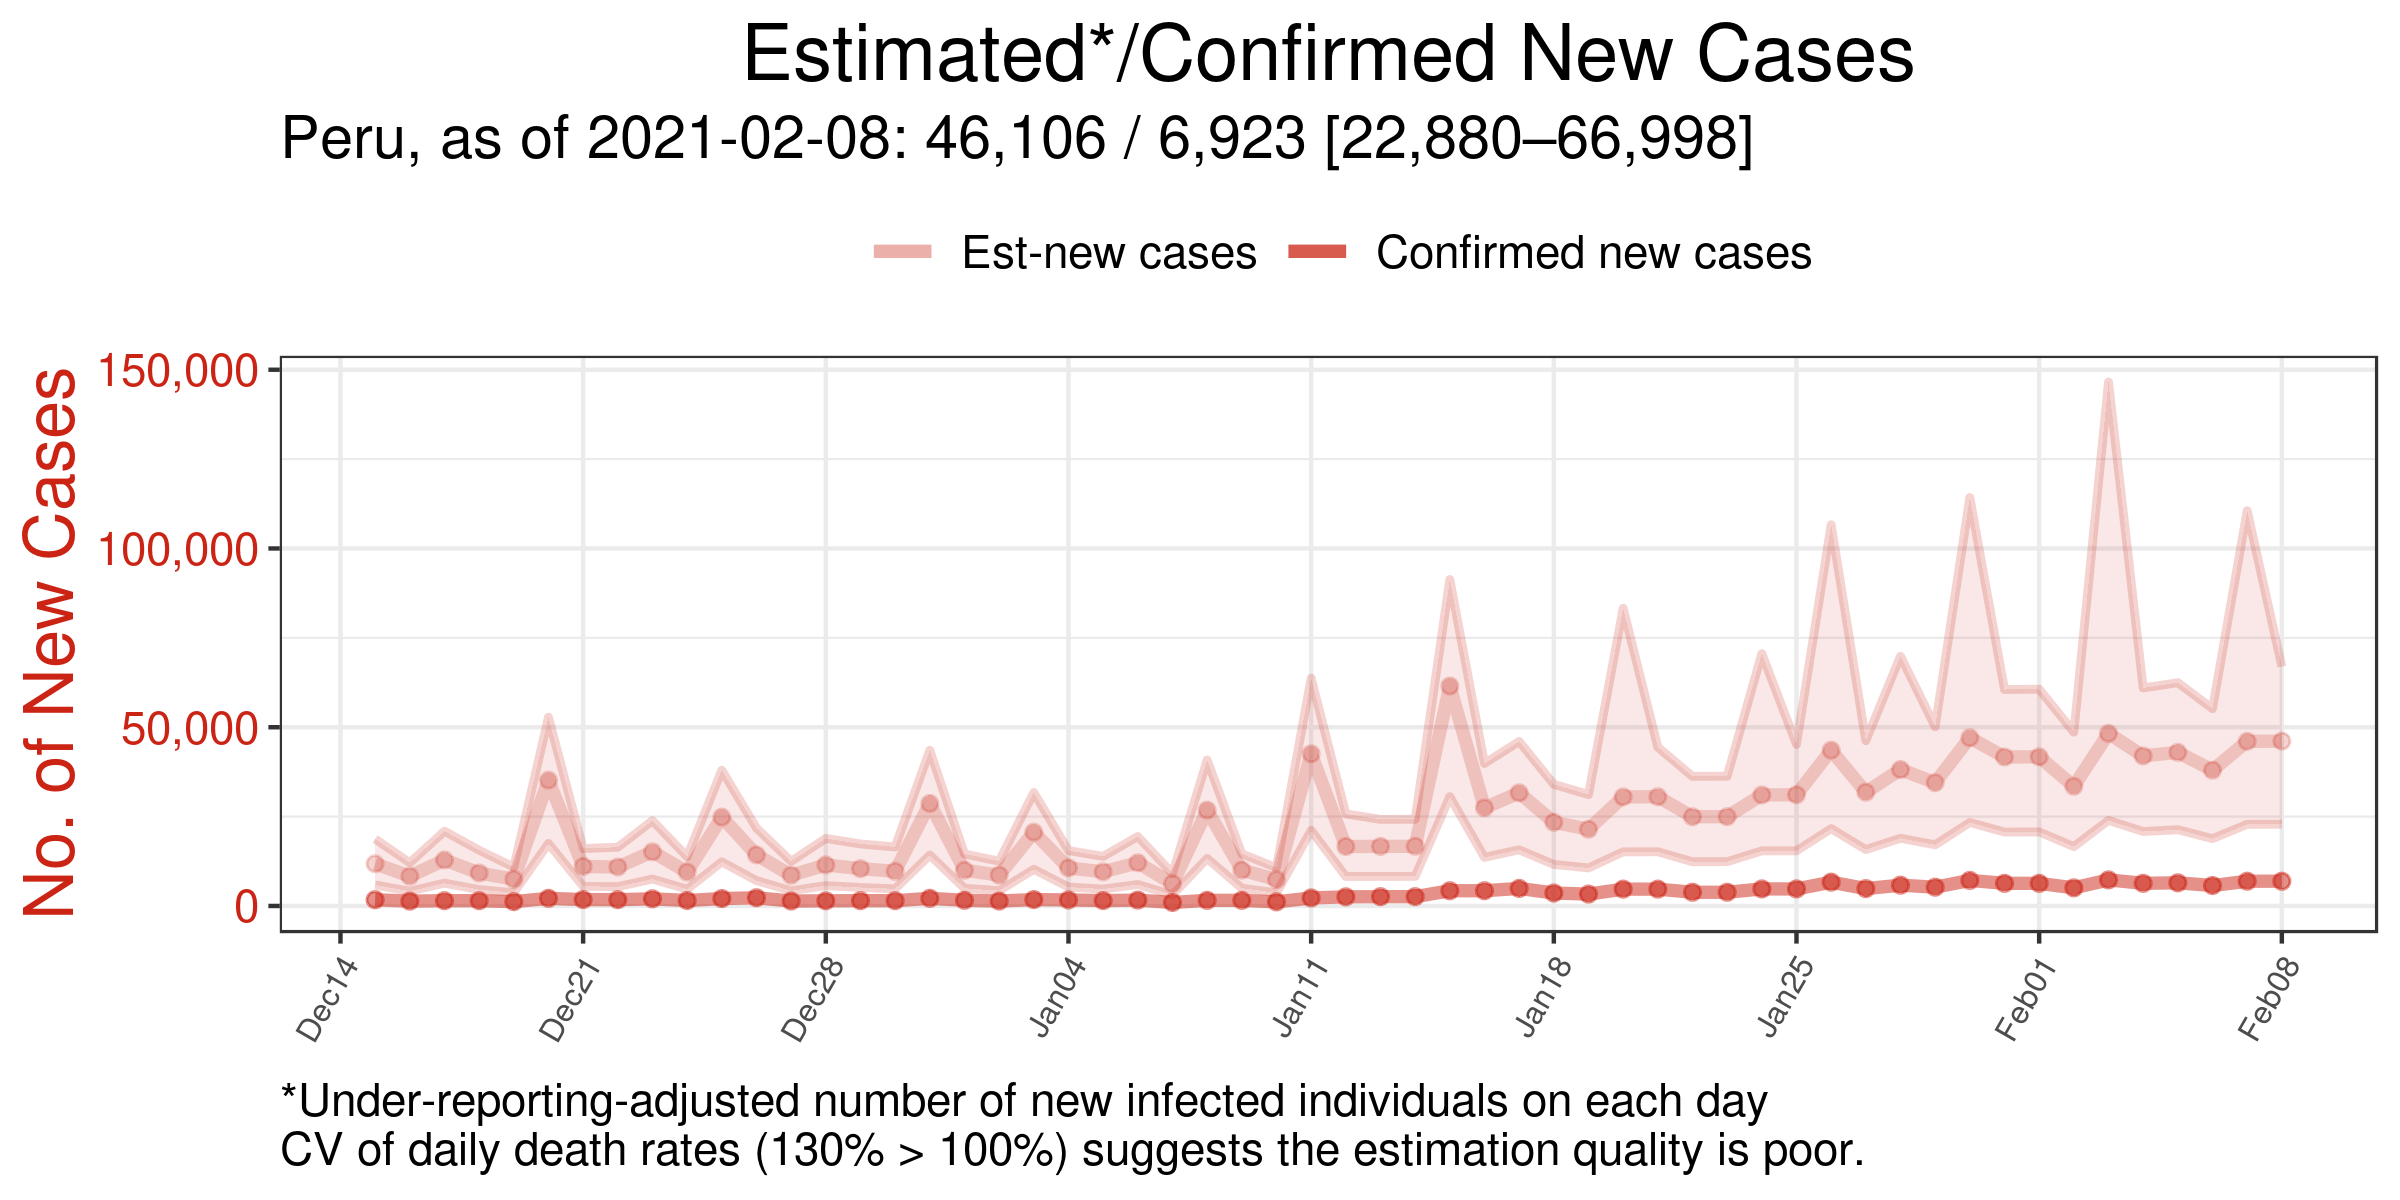 Estimated*/Confirmed New Cases
Peru, as of 2021-02-08: 46,106 / 6,923 [22,880–66,998]
Est-new cases
Confirmed new cases
No. of New Cases
150,000
100,000
50,000
0
Dec14
Dec21
Dec28
Jan04
Jan11
Jan18
Jan25
Feb01
Feb08
*Under-reporting-adjusted number of new infected individuals on each day
CV of daily death rates (130% > 100%) suggests the estimation quality is poor.